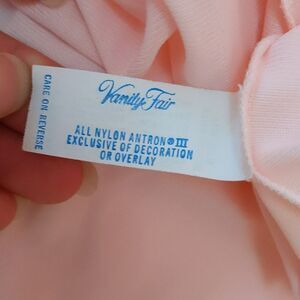 Vanity Fair
ALL NYLON ANTRON® III
EXCLUSIVE OF DECORATION
OR OVERLAY
CARE ON REVERSE